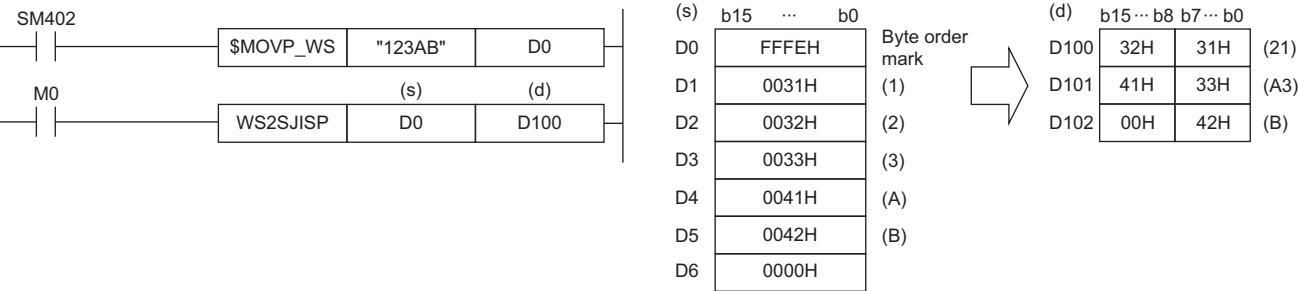 SM402
$MOVP_WS "123AB" D0
M0
(s) (d)
WS2SJISP D0 D100
(s) b15 ··· b0
D0 FFFEH Byte order mark
D1 0031H (1)
D2 0032H (2)
D3 0033H (3)
D4 0041H (A)
D5 0042H (B)
D6 0000H
(d) b15 ··· b8 b7 ··· b0
D100 32H 31H (21)
D101 41H 33H (A3)
D102 00H 42H (B)